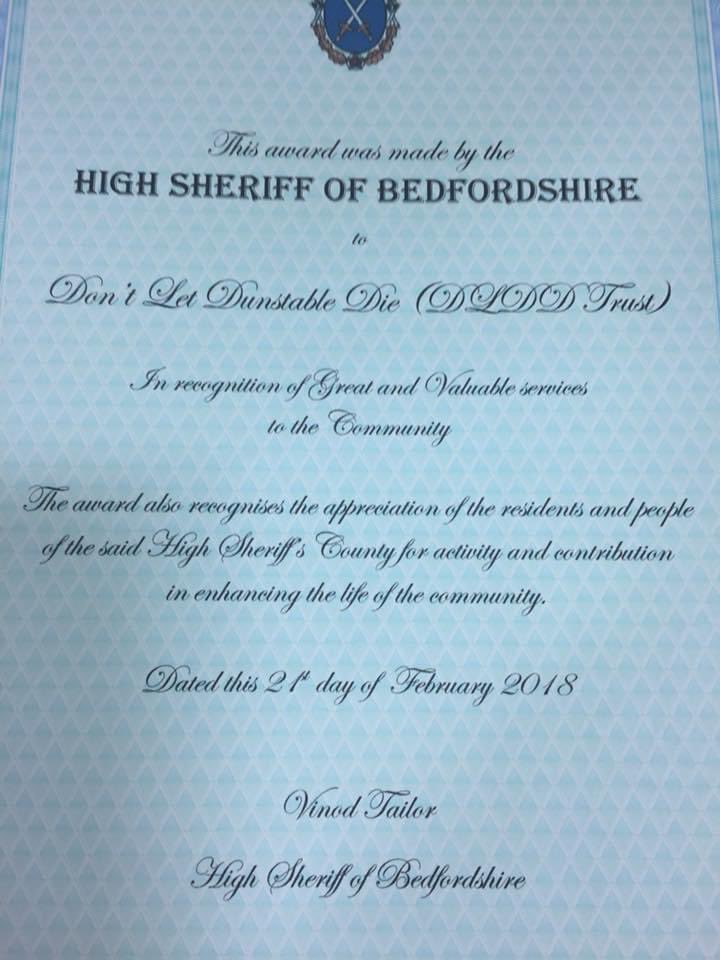 This award was made by the
HIGH SHERIFF OF BEDFORDSHIRE
to
Don't Let Dunstable Die (DLDD Trust)
In recognition of Great and Valuable services
to the Community
The award also recognises the appreciation of the residents and people
of the said High Sheriff's County for activity and contribution
in enhancing the life of the community.
Dated this 21st day of February 2018
Vinod Tailor
High Sheriff of Bedfordshire